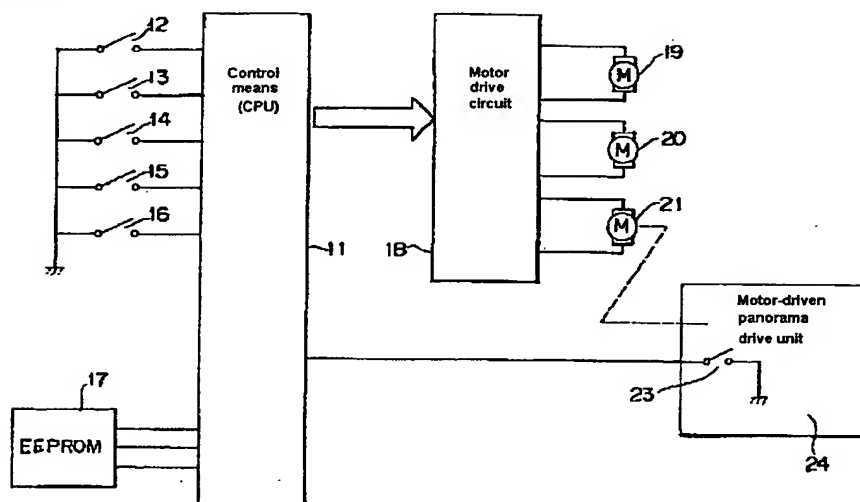 12
13
14
15
16
Control
means
(CPU)
11
Motor
drive
circuit
18
M
19
M
20
M
21
Motor-driven
panorama
drive unit
23
24
17
EEPROM